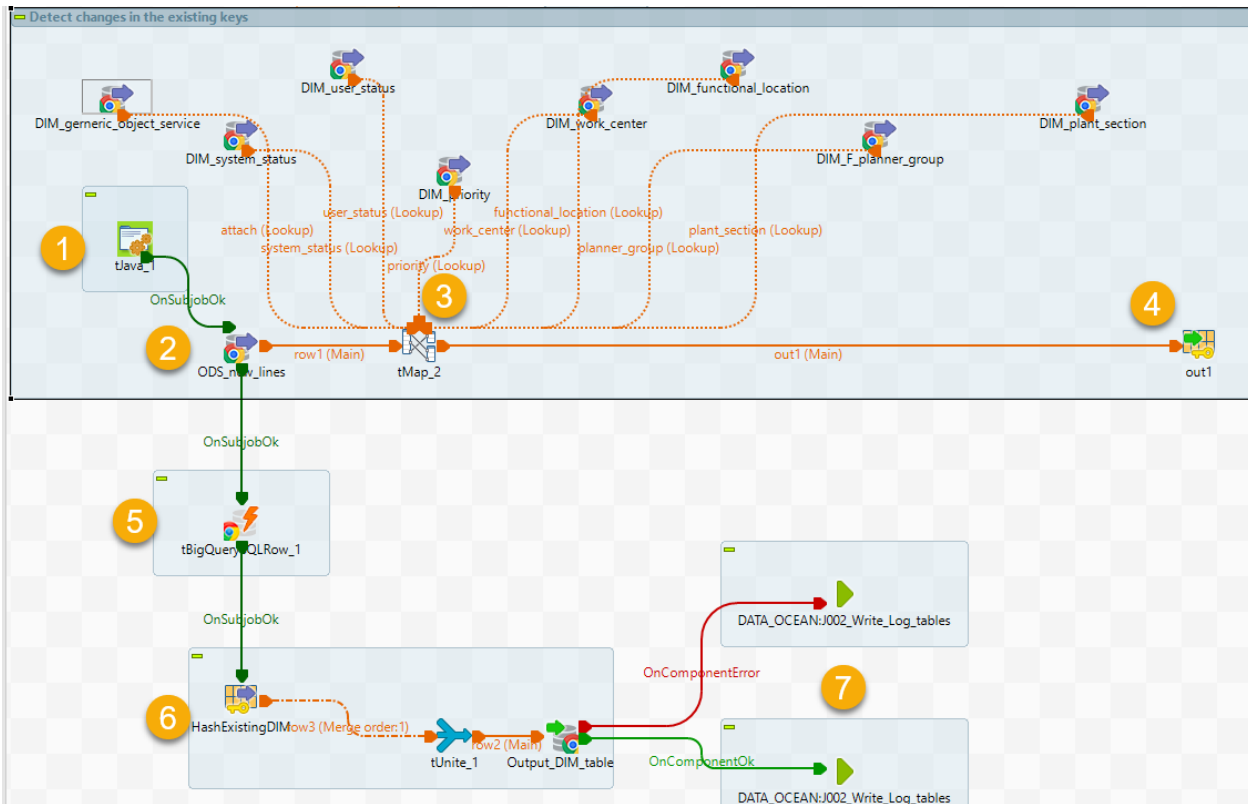 Detect changes in the existing keys
DIM_user_status
DIM_functional_location
DIM_gerneric_object_service
DIM_work_center
DIM_plant_section
DIM_system_status
DIM_F_planner_group
DIM_priority
user_status (Lookup)
functional_location (Lookup)
attach (Lookup)
work_center (Lookup)
plant_section (Lookup)
system_status (Lookup)
planner_group (Lookup)
1
tJava_1
priority (Lookup)
3
OnSubjobOk
4
2
row1 (Main)
out1 (Main)
ODS_new_lines
tMap_2
out1
OnSubjobOk
5
tBigQuerySQLRow_1
OnSubjobOk
DATA_OCEAN:J002_Write_Log_tables
OnComponentError
7
6
HashExistingDIM
row3 (Merge order:1)
row2 (Main)
tUnite_1
Output_DIM_table
OnComponentOk
DATA_OCEAN:J002_Write_Log_tables